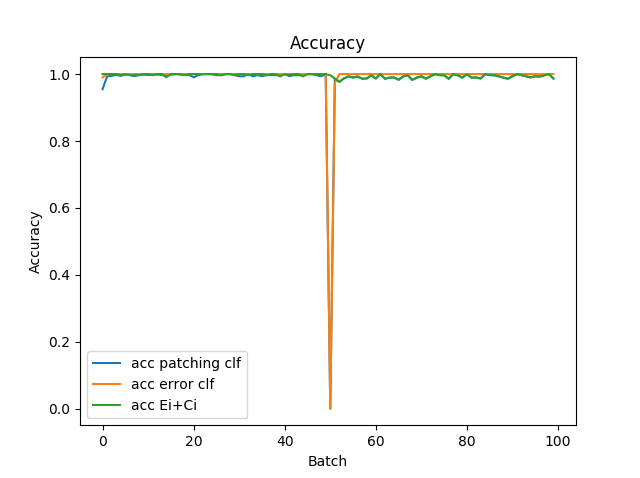 Accuracy
1.0
0.8
0.6
0.4
0.2
0.0
Accuracy
acc patching clf
acc error clf
acc Ei+Ci
0 20 40 60 80 100
Batch